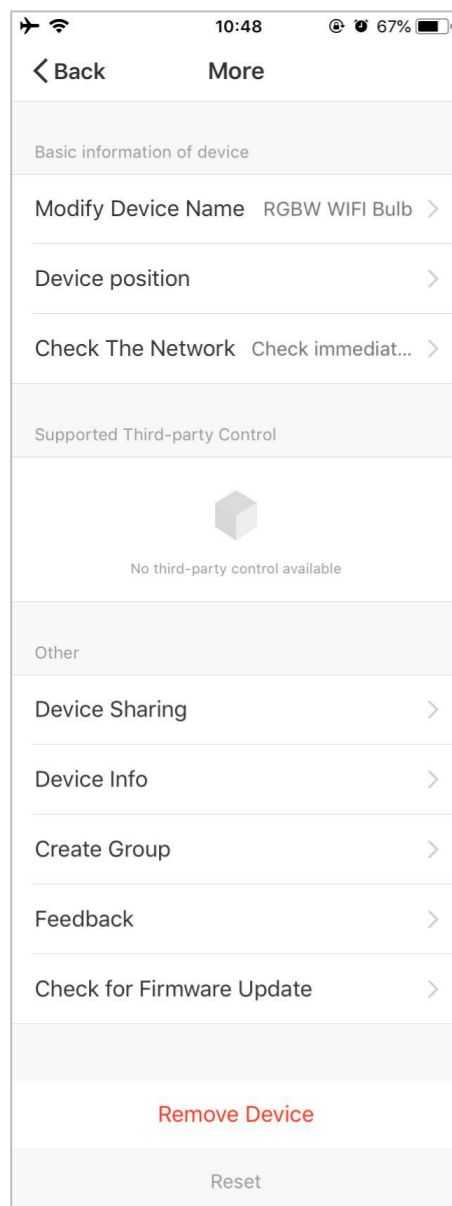 10:48
67%
Back
More
Basic information of device
Modify Device Name RGBW WIFI Bulb
Device position
Check The Network Check immediat...
Supported Third-party Control
No third-party control available
Other
Device Sharing
Device Info
Create Group
Feedback
Check for Firmware Update
Remove Device
Reset